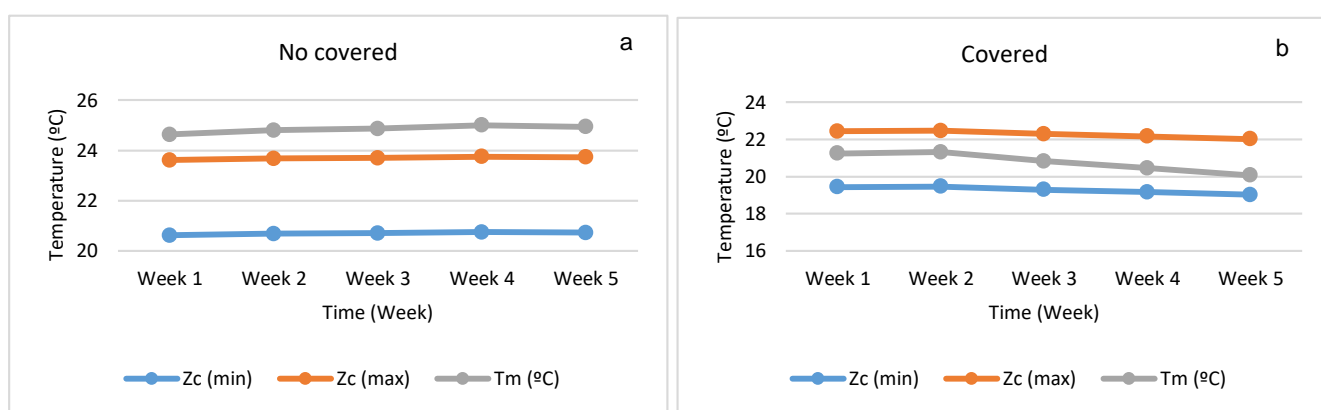 No covered
a
Temperature (ºC)
26
24
22
20
Week 1 Week 2 Week 3 Week 4 Week 5
Time (Week)
Zc (min) Zc (max) Tm (ºC)
Covered
b
Temperature (ºC)
24
22
20
18
16
Week 1 Week 2 Week 3 Week 4 Week 5
Time (Week)
Zc (min) Zc (max) Tm (ºC)